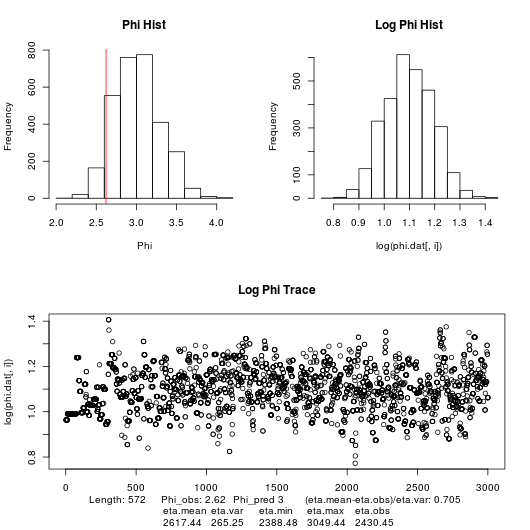 Phi Hist
Log Phi Hist
Frequency
0 200 400 600 800
2.0 2.5 3.0 3.5 4.0
Phi
Frequency
0 100 300 500
0.8 0.9 1.0 1.1 1.2 1.3 1.4
log(phi.dat[, i])
Log Phi Trace
log(phi.dat[, i])
0.8 1.0 1.2 1.4
0 500 1000 1500 2000 2500 3000
Length: 572 Phi_obs: 2.62 Phi_pred 3 (eta.mean-eta.obs)/eta.var: 0.705
eta.mean eta.var eta.min eta.max eta.obs
2617.44 265.25 2388.48 3049.44 2430.45